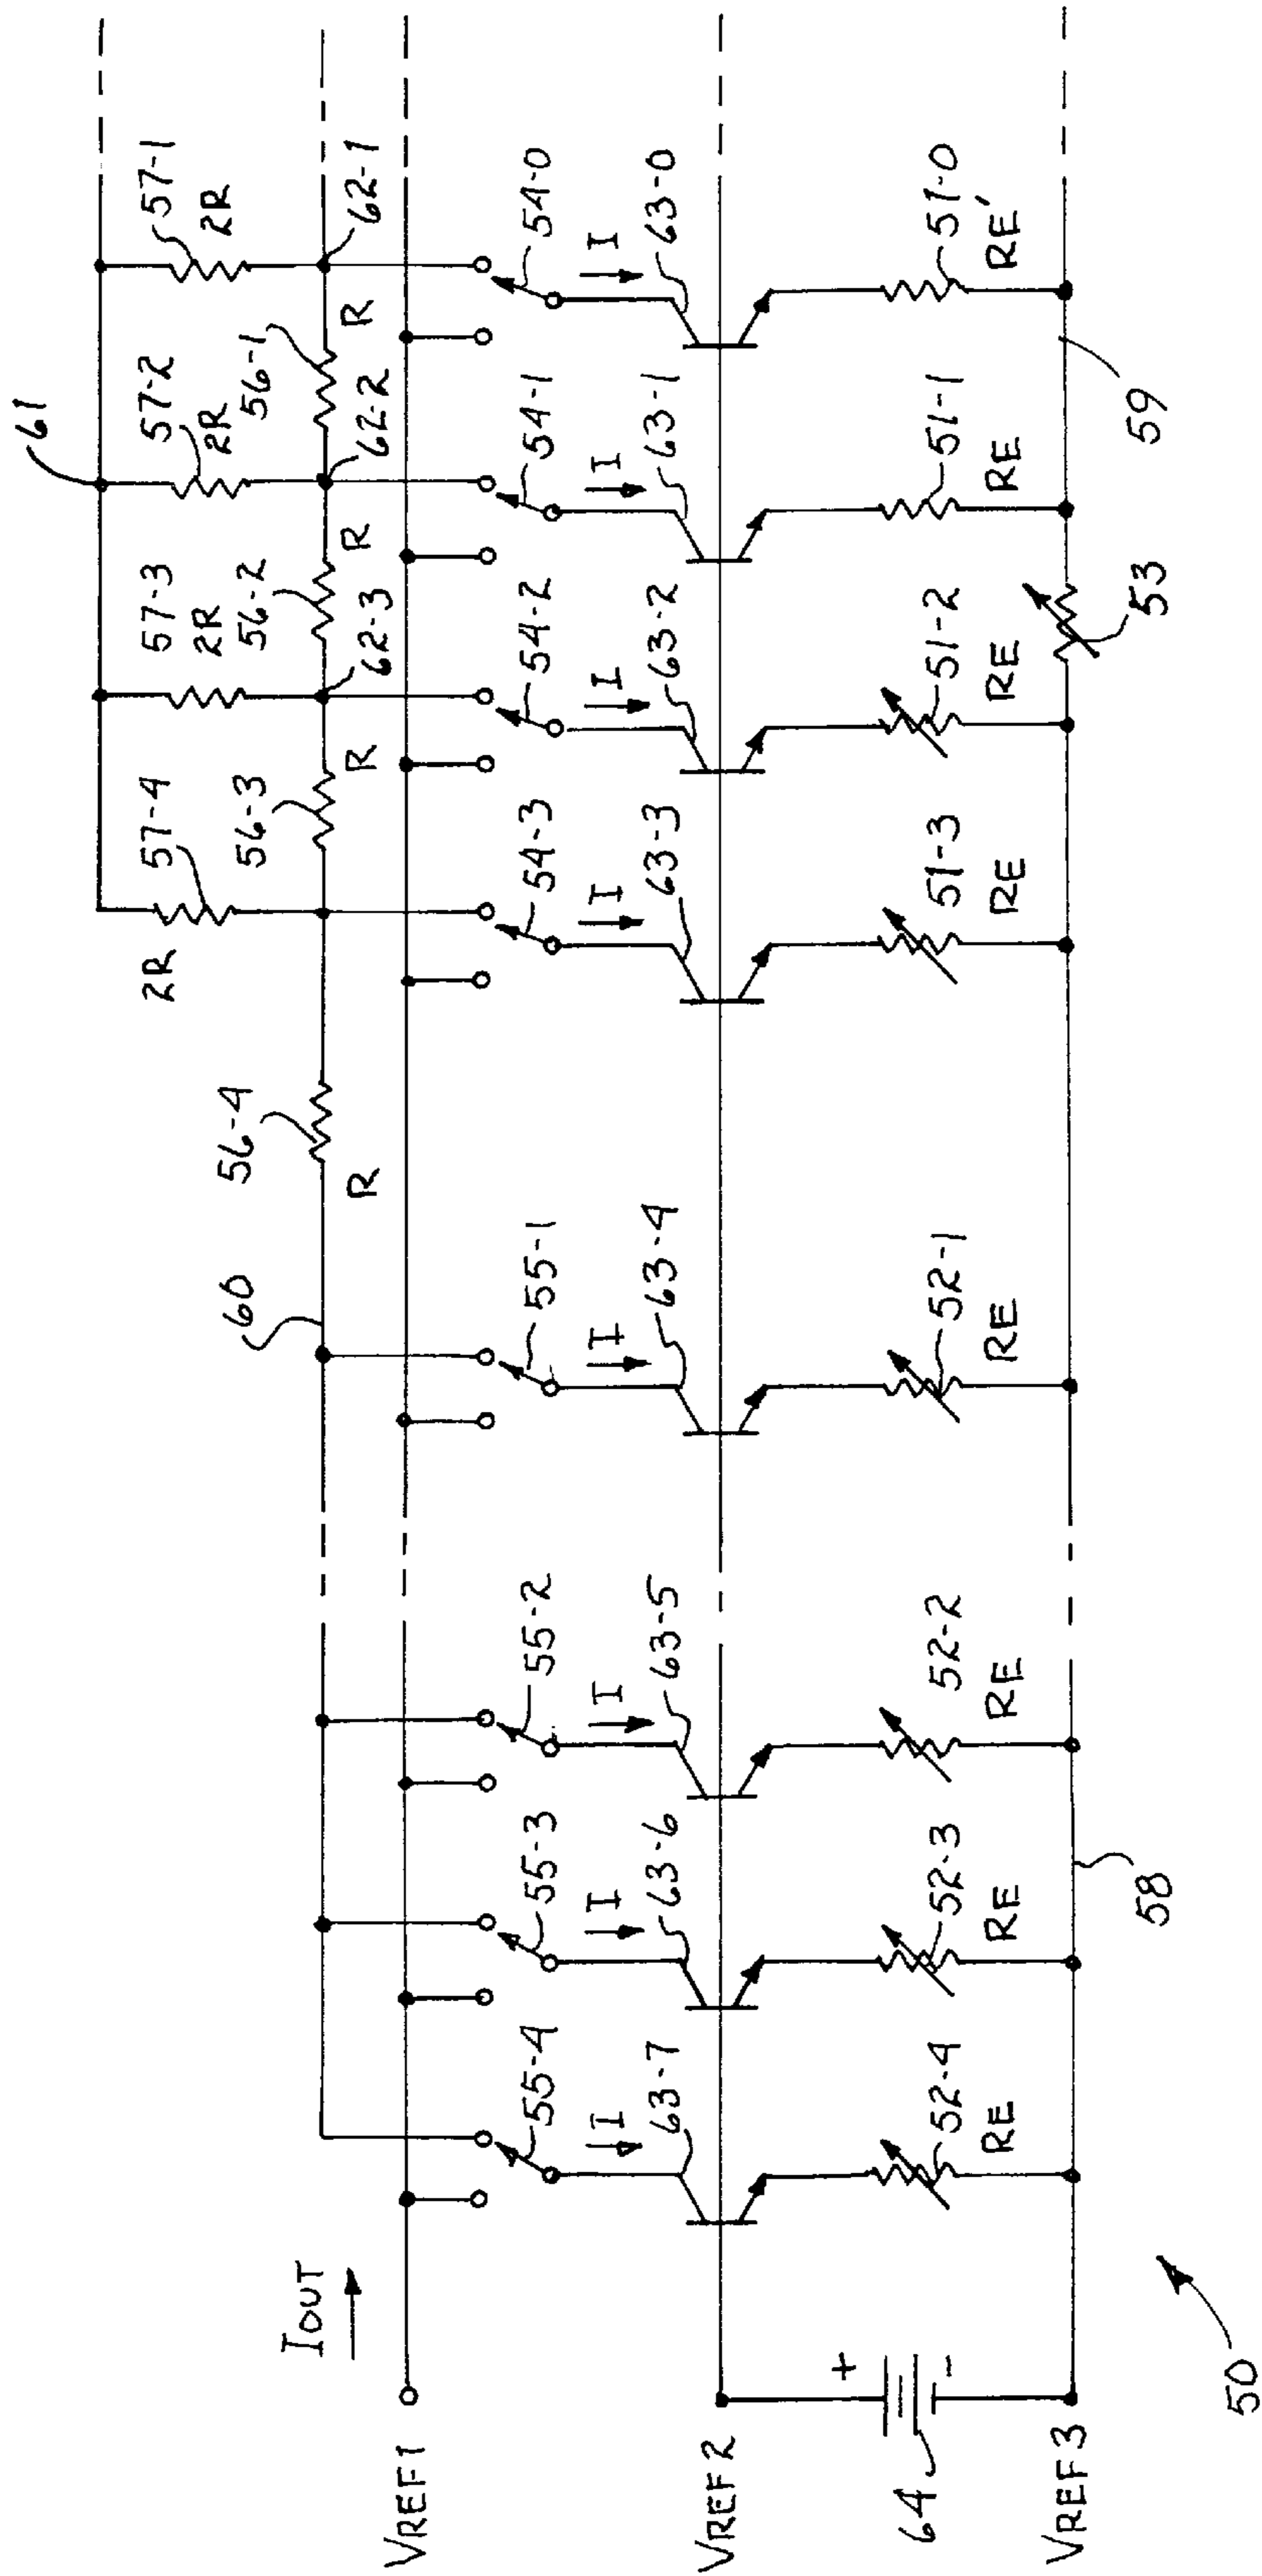 61
57-1
2R
57-2
2R
57-3
2R
57-4
2R
56-1
56-2
56-3
56-4
R
R
R
R
62-1
62-2
62-3
60
IOUT
VREF1
54-0
54-1
54-2
54-3
55-1
55-2
55-3
55-4
I
I
I
I
I
I
I
I
63-0
63-1
63-2
63-3
63-4
63-5
63-6
63-7
VREF2
+
-
64
51-0
RE'
51-1
RE
51-2
RE
51-3
RE
52-1
RE
52-2
RE
52-3
RE
52-4
RE
VREF3
53
59
58
50